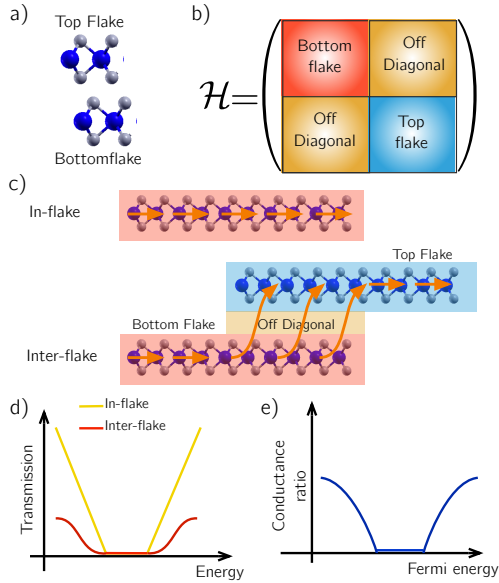 a)
Top Flake
Bottomflake
b)
ℋ=
Bottom
flake
Off
Diagonal
Off
Diagonal
Top
flake
c)
In-flake
Top Flake
Bottom Flake
Off Diagonal
Inter-flake
d)
In-flake
Inter-flake
Transmission
Energy
e)
Conductance
ratio
Fermi energy